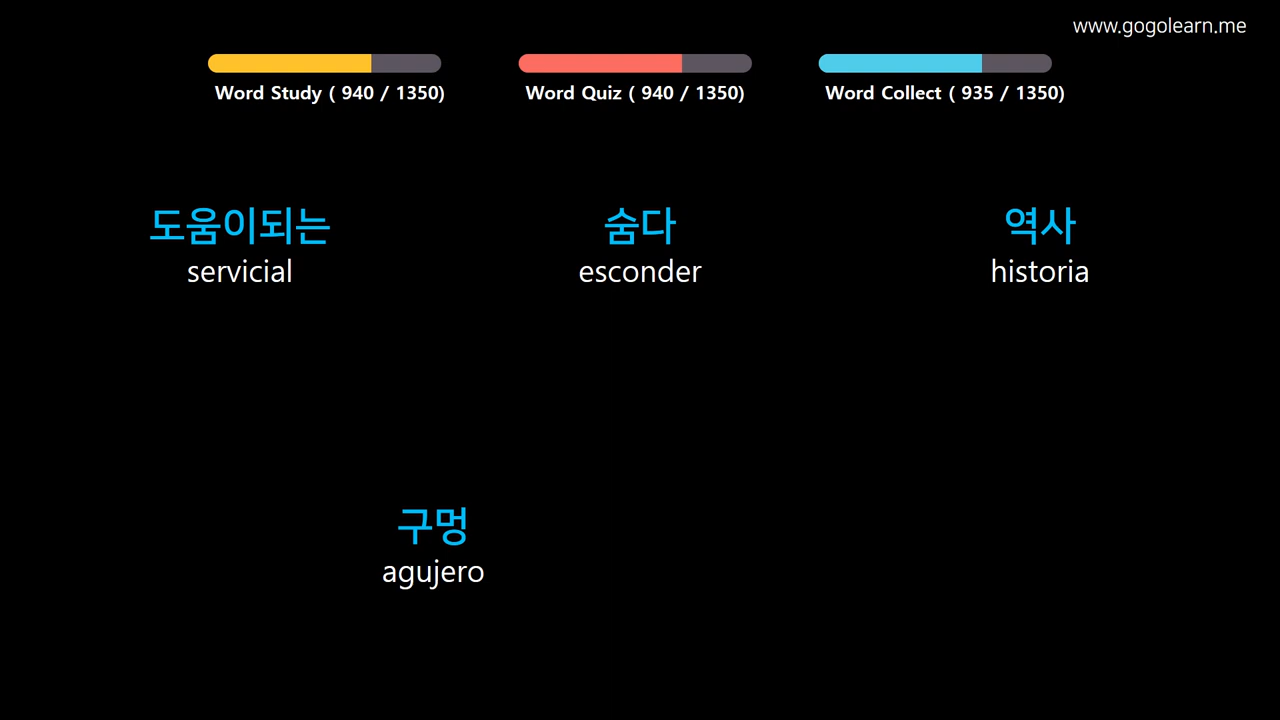 www.gogolearn.me
Word Study ( 940 / 1350)
Word Quiz ( 940 / 1350)
Word Collect ( 935 / 1350)
도움이되는
servicial
숨다
esconder
역사
historia
구멍
agujero